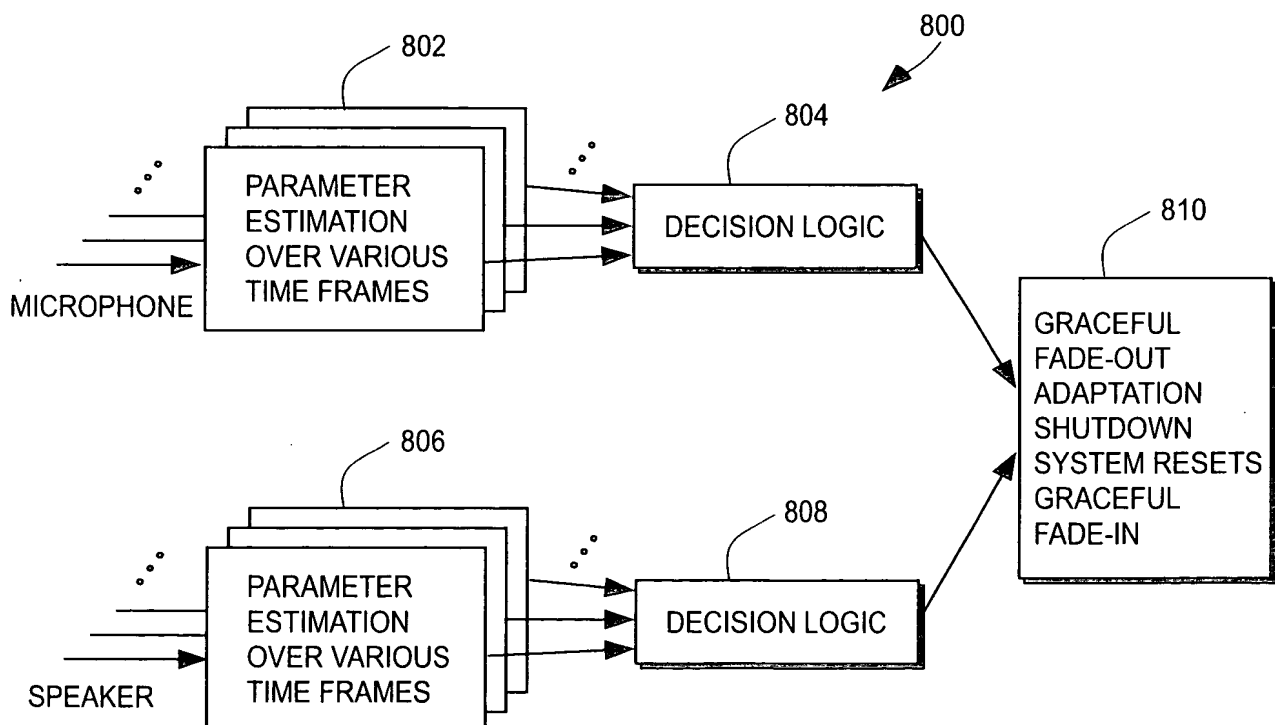 800
802
804
PARAMETER
ESTIMATION
OVER VARIOUS
TIME FRAMES
MICROPHONE
DECISION LOGIC
810
GRACEFUL
FADE-OUT
ADAPTATION
SHUTDOWN
SYSTEM RESETS
GRACEFUL
FADE-IN
806
808
PARAMETER
ESTIMATION
OVER VARIOUS
TIME FRAMES
SPEAKER
DECISION LOGIC